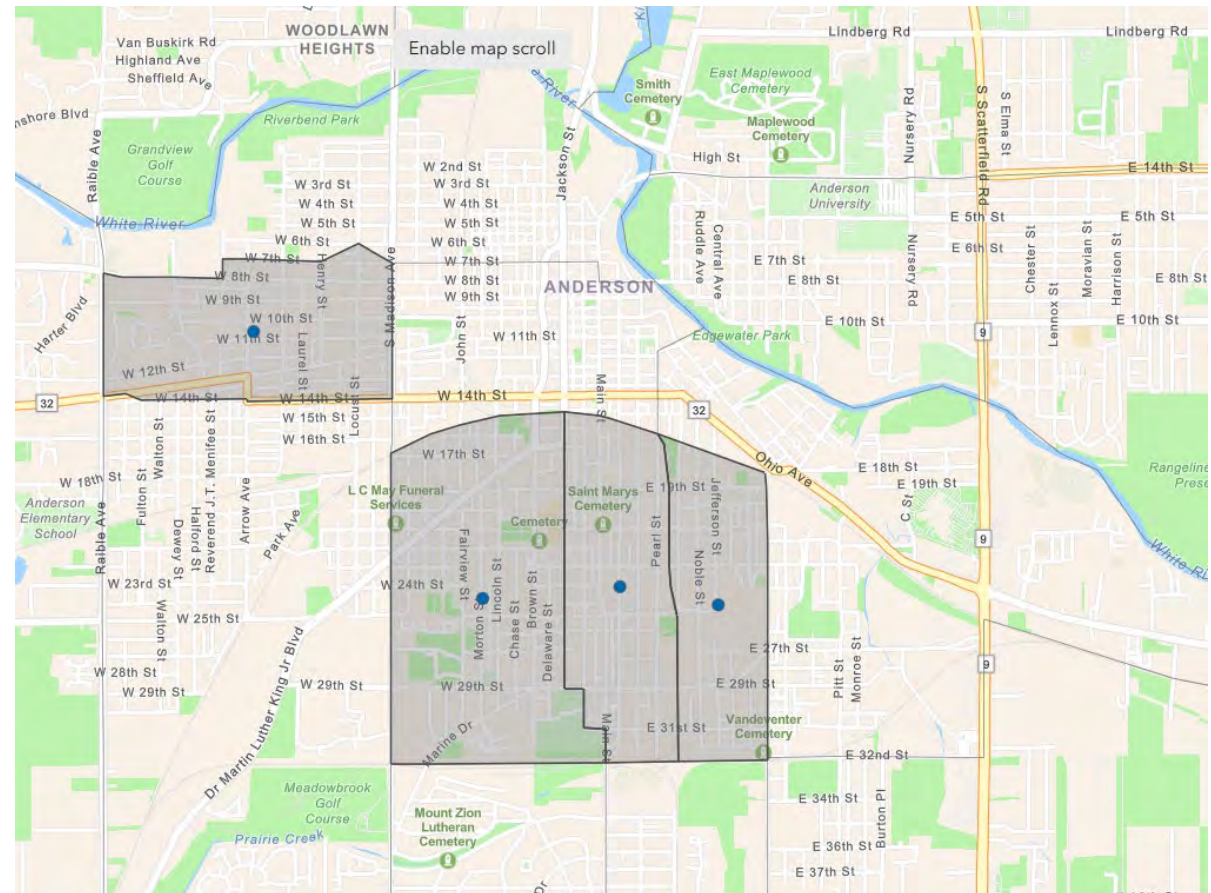 WOODLAWN
HEIGHTS
Enable map scroll
Van Buskirk Rd
Highland Ave
Sheffield Ave
Lindberg Rd
Lindberg Rd
nshore Blvd
Raible Ave
Riverbend Park
Grandview
Golf
Course
White River
River
Smith
Cemetery
East Maplewood
Cemetery
Maplewood
Cemetery
High St
Nursery Rd
S Scatterfield Rd
S Elma St
E 14th St
Anderson
University
Jackson St
W 2nd St
W 3rd St
W 3rd St
W 4th St
W 4th St
W 5th St
W 5th St
W 6th St
W 6th St
W 7th St
W 7th St
W 8th St
W 8th St
W 9th St
W 9th St
W 10th St
W 11th St
W 11th St
W 12th St
Henry St
Laurel St
Locust St
S Madison Ave
John St
ANDERSON
Ruddle Ave
Central Ave
Nursery Rd
E 5th St
E 5th St
E 6th St
E 7th St
E 8th St
E 8th St
E 10th St
E 10th St
Chester St
Lennox St
Moravian St
Harrison St
Edgewater Park
Harter Blvd
9
32
W 14th St
W 14th St
W 14th St
W 15th St
W 16th St
Main St
32
Ohio Ave
W 17th St
W 18th St
E 18th St
E 19th St
E 19th St
C St
Rangeline
Prese
Anderson
Elementary
School
Raible Ave
Fulton St
Walton St
Dewey St
Halford St
Reverend J.T. Menifee St
Arrow Ave
Park Ave
L C May Funeral
Services
Cemetery
Saint Marys
Cemetery
Pearl St
Jefferson St
Noble St
9
White Ri
W 23rd St
W 24th St
W 25th St
Walton St
Fairview St
Morton S
Lincoln St
Chase St
Brown St
Delaware St
E 27th St
W 28th St
W 29th St
W 29th St
W 29th St
E 29th St
Pitt St
Monroe St
9
Dr Martin Luther King Jr Blvd
Marine Dr
Main St
E 31st St
Vandeventer
Cemetery
E 32nd St
Meadowbrook
Golf
Course
Prairie Creek
Mount Zion
Lutheran
Cemetery
Dr
E 34th St
Burton Pl
E 36th St
E 37th St